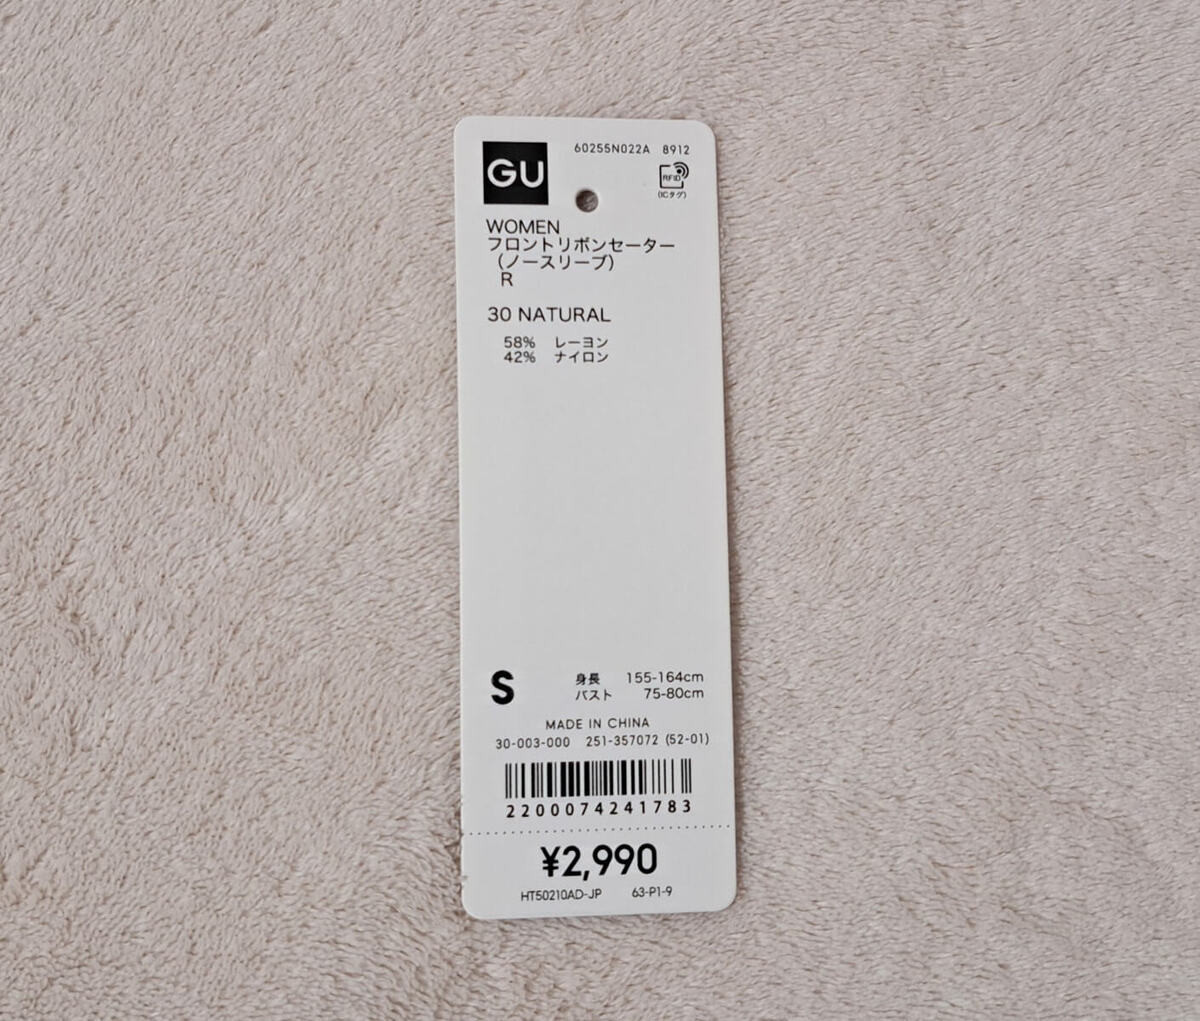 GU
60255N022A 8912
RFID
(ICタグ)
WOMEN
フロントリボンセーター
(ノースリーブ)
R
30 NATURAL
58% レーヨン
42% ナイロン
S
身長 155-164cm
バスト 75-80cm
MADE IN CHINA
30-003-000 251-357072 (52-01)
2200074241783
¥2,990
HT50210AD-JP 63-P1-9